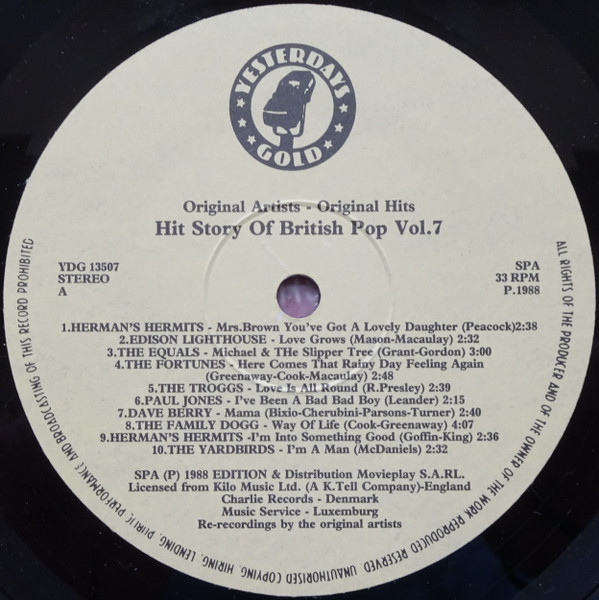 YESTERDAYS
GOLD
Original Artists - Original Hits
Hit Story Of British Pop Vol.7
YDG 13507
STEREO
A
SPA
33 RPM
P.1988
1.HERMAN'S HERMITS - Mrs.Brown You've Got A Lovely Daughter (Peacock)2:38
2.EDISON LIGHTHOUSE - Love Grows (Mason-Macaulay) 2:32
3.THE EQUALS - Michael & THe Slipper Tree (Grant-Gordon) 3:00
4.THE FORTUNES - Here Comes That Rainy Day Feeling Again
(Greenaway-Cook-Macaulay) 2:48
5.THE TROGGS - Love Is All Round (R.Presley) 2:39
6.PAUL JONES - I've Been A Bad Bad Boy (Leander) 2:15
7.DAVE BERRY - Mama (Bixio-Cherubini-Parsons-Turner) 2:40
8.THE FAMILY DOGG - Way Of Life (Cook-Greenaway) 4:07
9.HERMAN'S HERMITS -I'm Into Something Good (Goffin-King) 2:36
10.THE YARDBIRDS - I'm A Man (McDaniels) 2:32
SPA (P) 1988 EDITION & Distribution Movieplay S.A.RL.
Licensed from Kilo Music Ltd. (A K.Tell Company)-England
Charlie Records - Denmark
Music Service - Luxemburg
Re-recordings by the original artists
ALL RIGHTS OF THE PRODUCER AND OF THE OWNER OF THE WORK REPRODUCED RESERVED. UNAUTHORISED COPYING, HIRING, LENDING, PUBLIC PERFORMANCE AND BROADCASTING OF THIS RECORD PROHIBITED